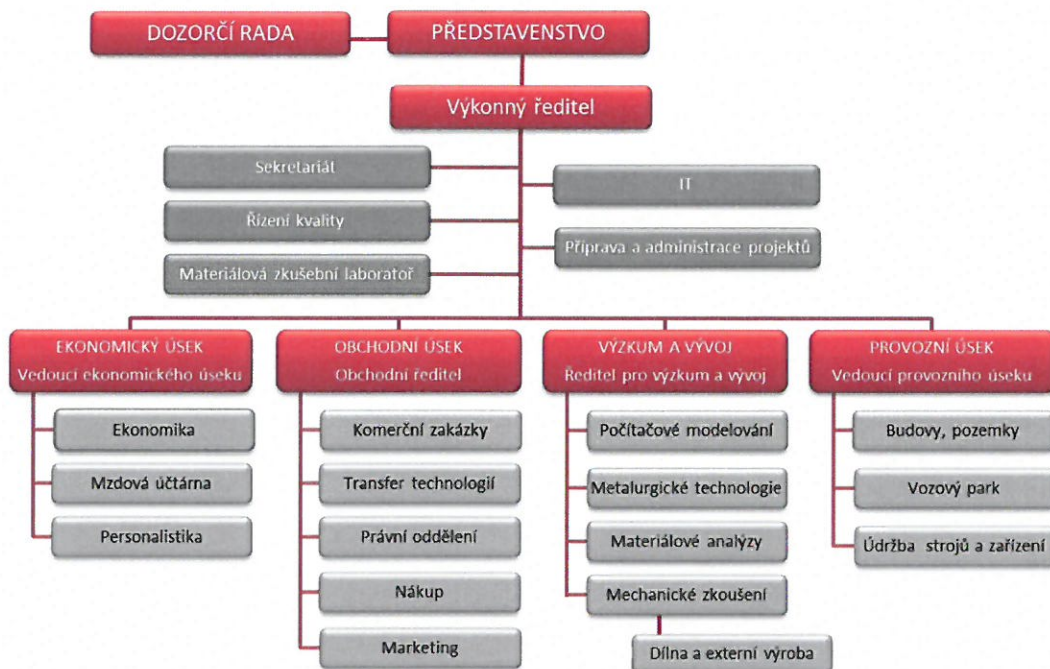 DOZORČÍ RADA
PŘEDSTAVENSTVO
Výkonný ředitel
Sekretariát
IT
Řízení kvality
Příprava a administrace projektů
Materiálová zkušební laboratoř
EKONOMICKÝ ÚSEK
Vedoucí ekonomického úseku
Ekonomika
Mzdová účtárna
Personalistika
OBCHODNÍ ÚSEK
Obchodní ředitel
Komerční zakázky
Transfer technologií
Právní oddělení
Nákup
Marketing
VÝZKUM A VÝVOJ
Ředitel pro výzkum a vývoj
Počítačové modelování
Metalurgické technologie
Materiálové analýzy
Mechanické zkoušení
Dílna a externí výroba
PROVOZNÍ ÚSEK
Vedoucí provozního úseku
Budovy, pozemky
Vozový park
Údržba strojů a zařízení